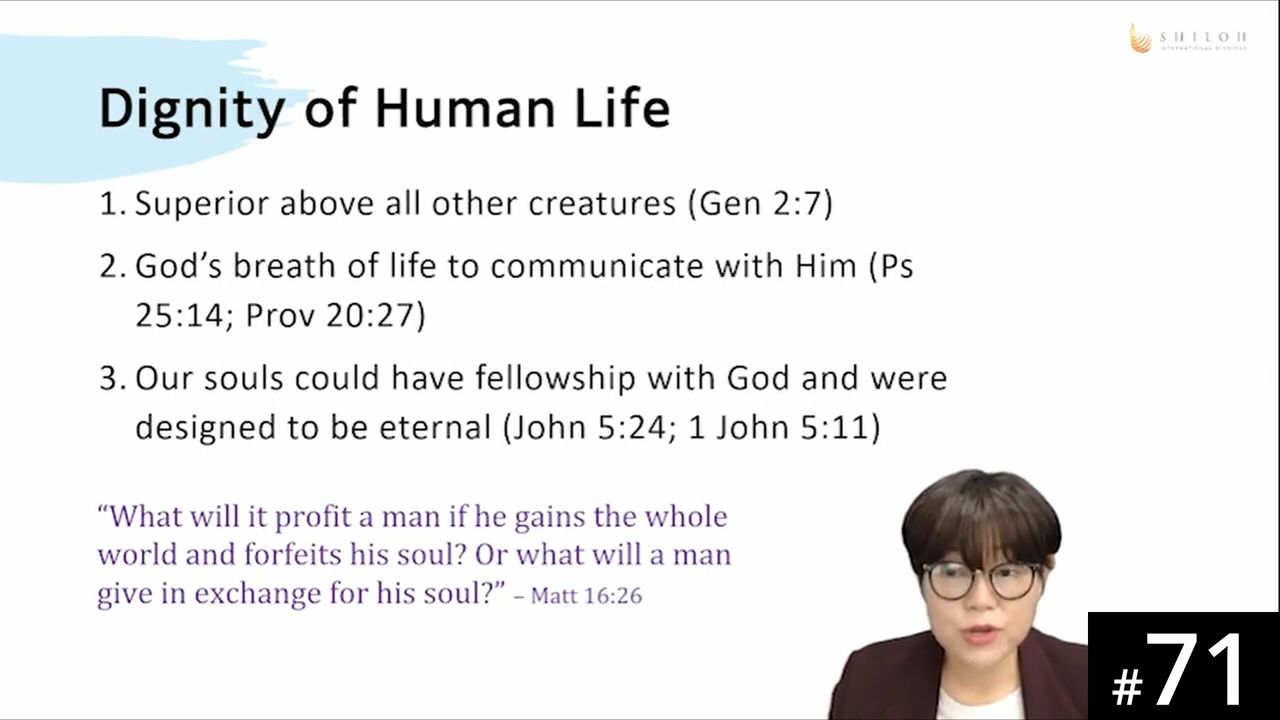 SHILOH
INTERNATIONAL MISSIONS
Dignity of Human Life
1. Superior above all other creatures (Gen 2:7)
2. God’s breath of life to communicate with Him (Ps
25:14; Prov 20:27)
3. Our souls could have fellowship with God and were
designed to be eternal (John 5:24; 1 John 5:11)
“What will it profit a man if he gains the whole
world and forfeits his soul? Or what will a man
give in exchange for his soul?” – Matt 16:26
#71